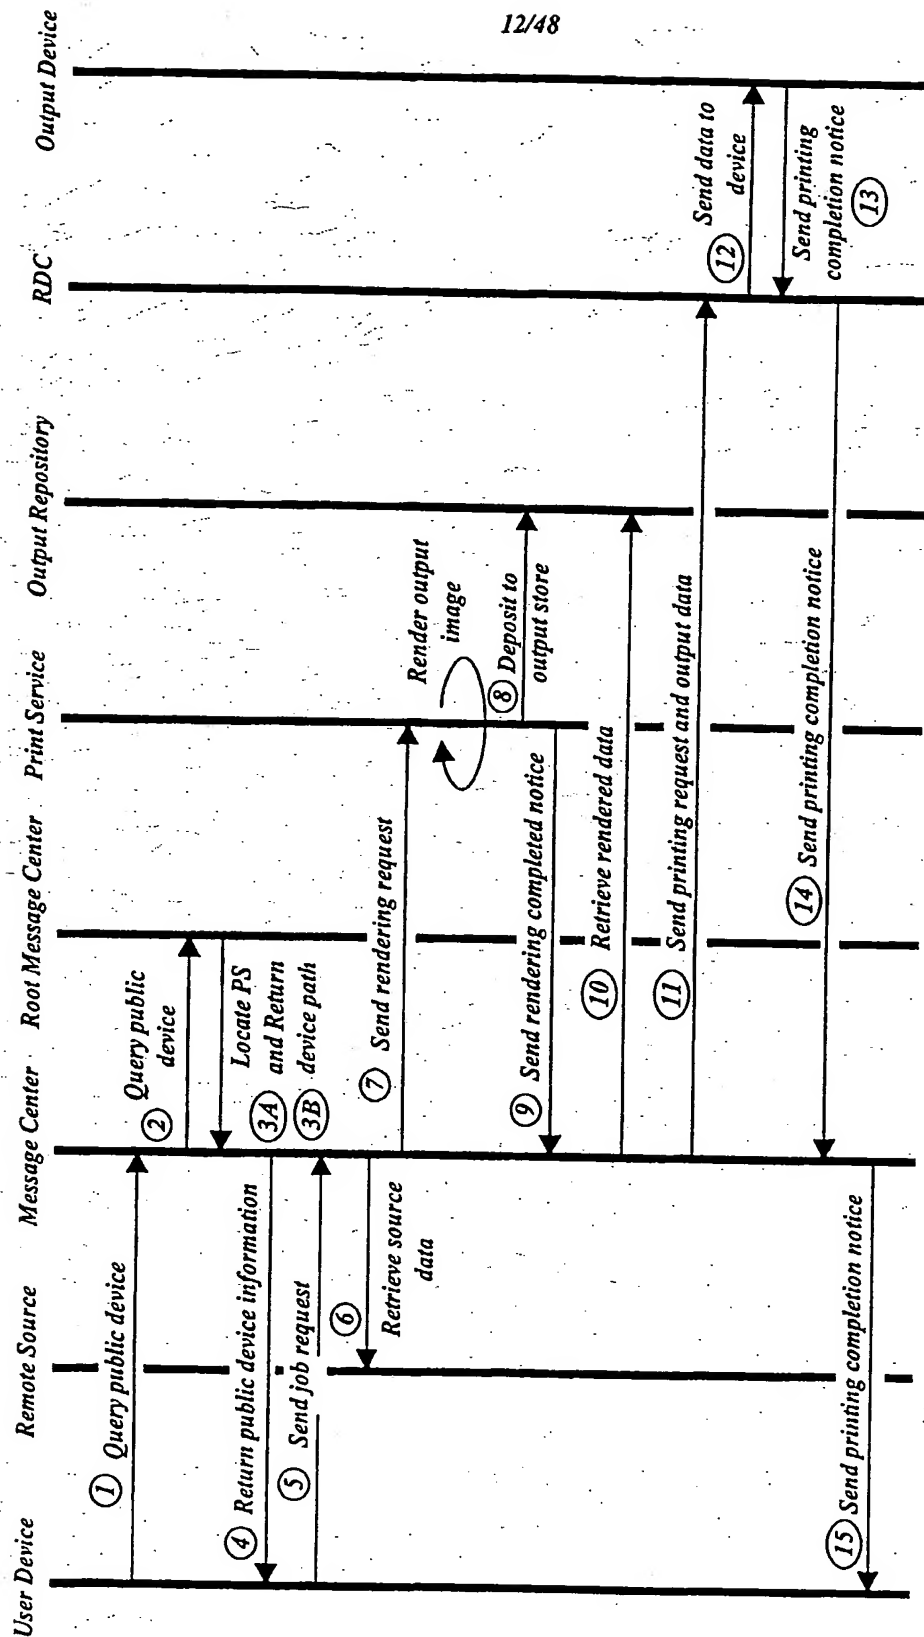 12/48
User Device
Remote Source
Message Center
Root Message Center
Print Service
Output Repository
RDC
Output Device
1 Query public device
2 Query public
device
Locate PS
3A and Return
3B device path
4 Return public device information
5 Send job request
6 Retrieve source
data
7 Send rendering request
Render output
image
8 Deposit to
output store
9 Send rendering completed notice
10 Retrieve rendered data
11 Send printing request and output data
12 Send data to
device
Send printing
completion notice
13
14 Send printing completion notice
15 Send printing completion notice